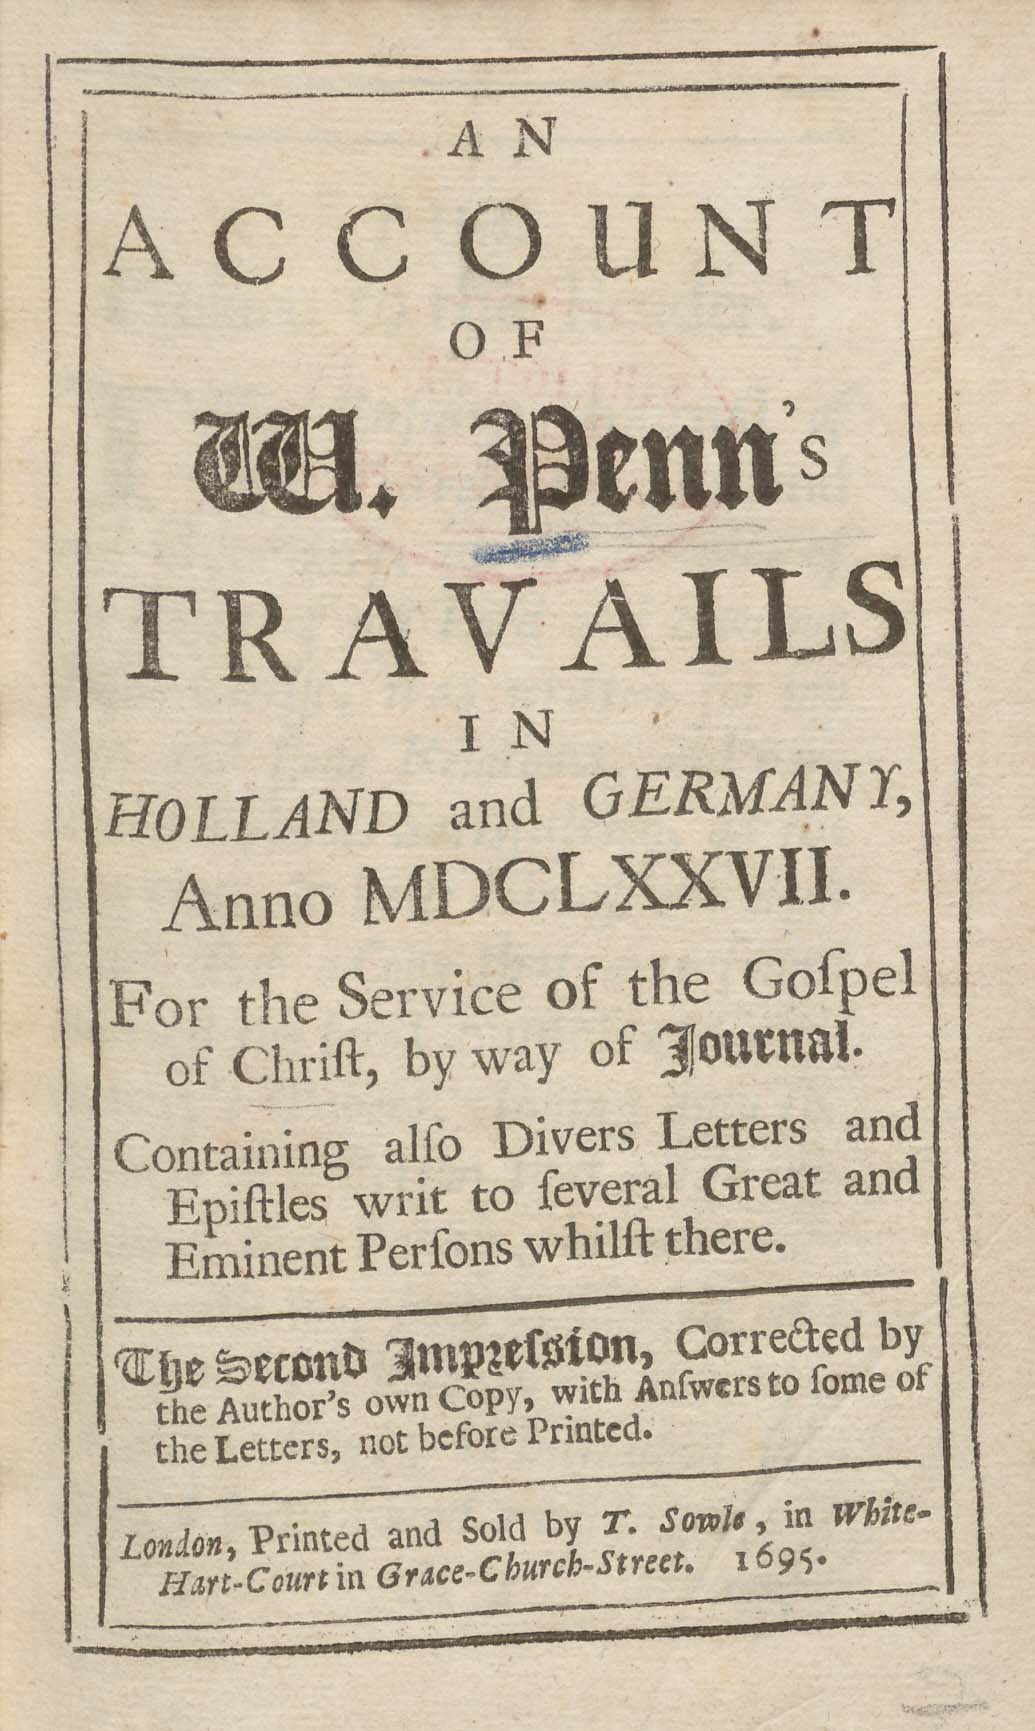 AN
ACCOUNT
OF
W. Penn's
TRAVAILS
IN
HOLLAND and GERMANY,
Anno MDCLXXVII.
For the Service of the Goſpel
of Chriſt, by way of Journal.
Containing alſo Divers Letters and
Epiſtles writ to ſeveral Great and
Eminent Perſons whilſt there.
The Second Impreſſion, Corrected by
the Author's own Copy, with Anſwers to ſome of
the Letters, not before Printed.
London, Printed and Sold by T. Sowle, in White-
Hart-Court in Grace-Church-Street. 1695.